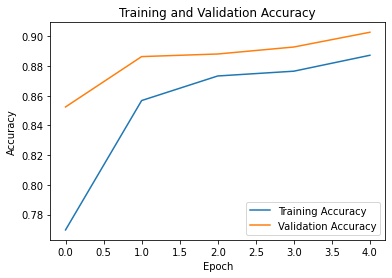 Training and Validation Accuracy
Accuracy
0.90
0.88
0.86
0.84
0.82
0.80
0.78
Training Accuracy
Validation Accuracy
0.0 0.5 1.0 1.5 2.0 2.5 3.0 3.5 4.0
Epoch